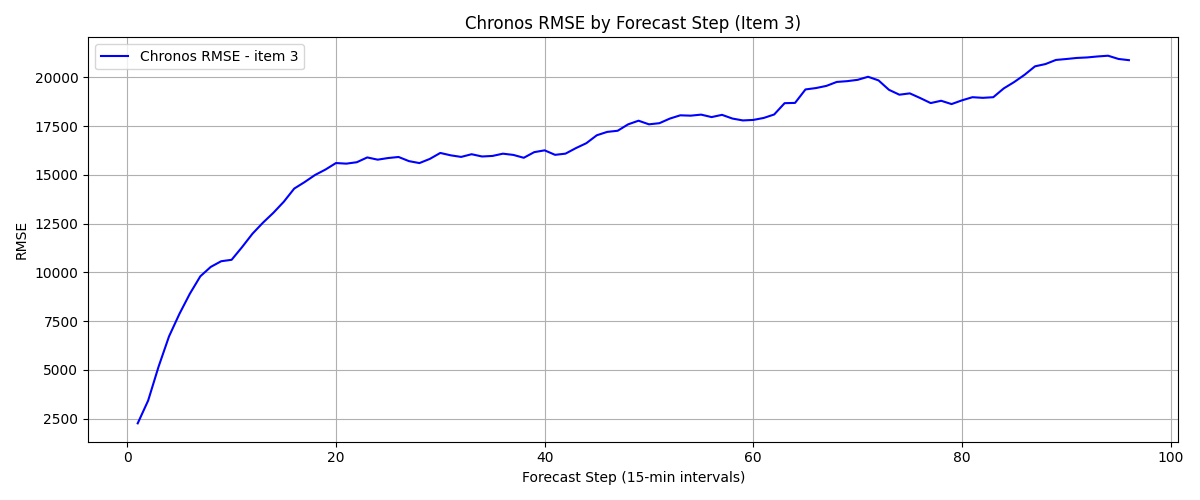 Chronos RMSE by Forecast Step (Item 3)
Chronos RMSE - item 3
RMSE
20000
17500
15000
12500
10000
7500
5000
2500
0 20 40 60 80 100
Forecast Step (15-min intervals)